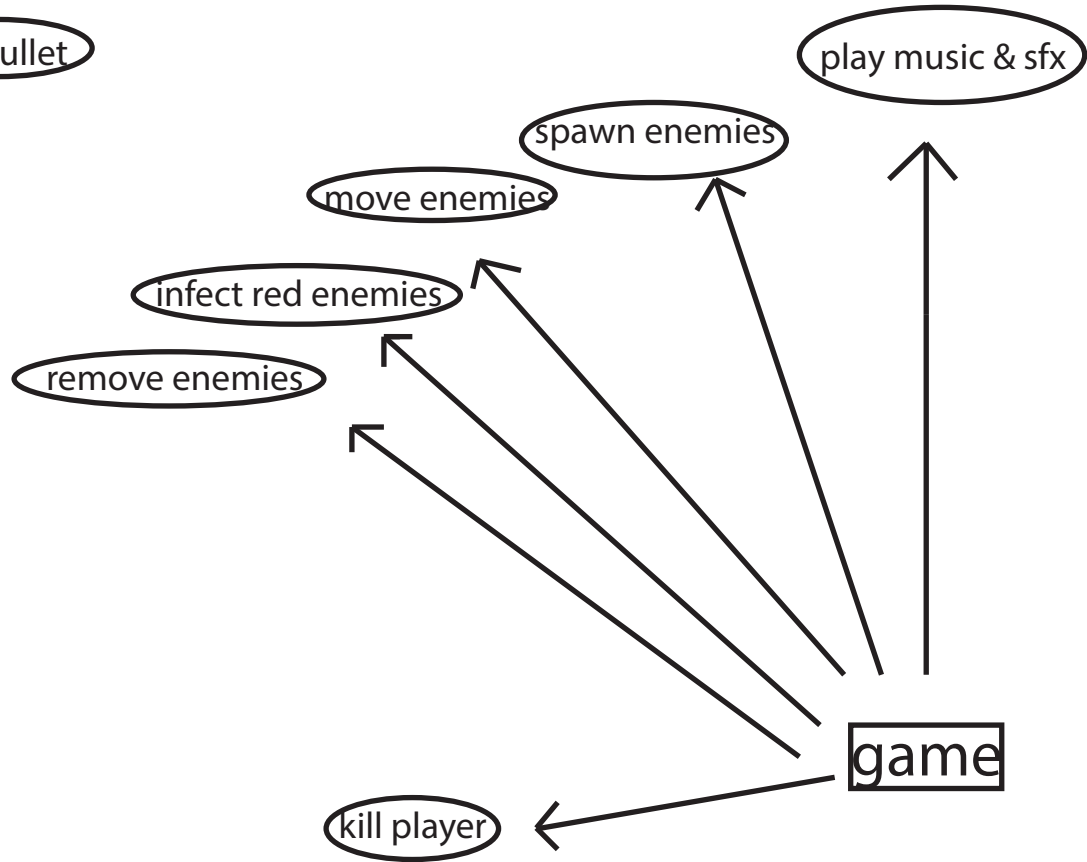 ullet
play music & sfx
spawn enemies
move enemies
infect red enemies
remove enemies
game
kill player